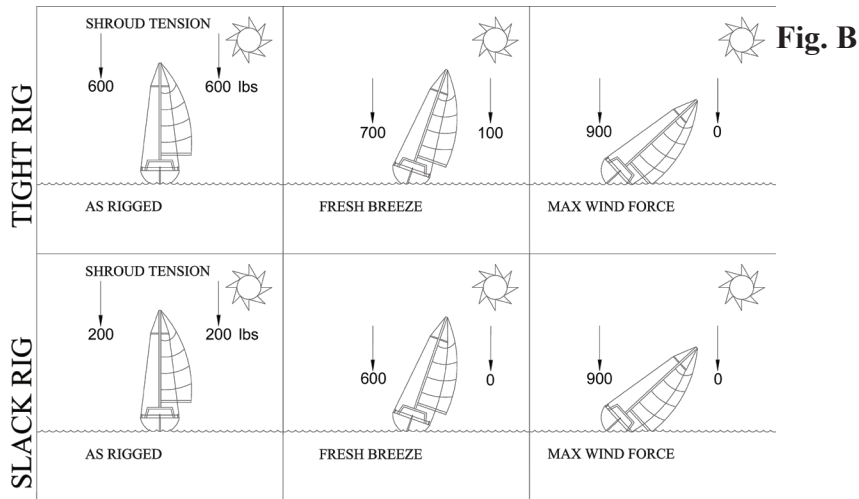 Fig. B
TIGHT RIG
SHROUD TENSION
600 600 lbs
AS RIGGED
700 100
FRESH BREEZE
900 0
MAX WIND FORCE
SLACK RIG
SHROUD TENSION
200 200 lbs
AS RIGGED
600 0
FRESH BREEZE
900 0
MAX WIND FORCE